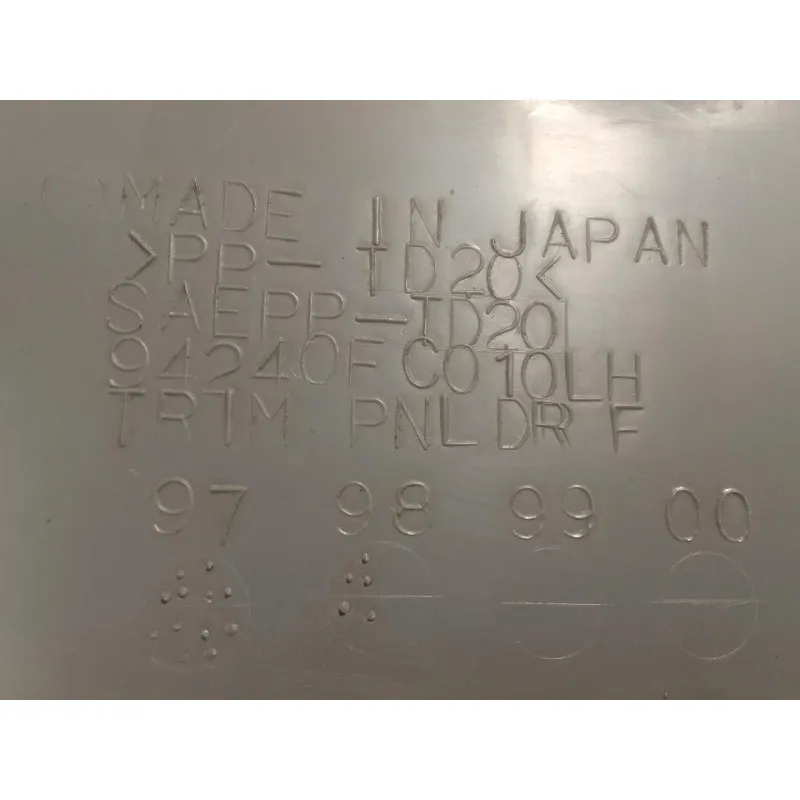 MADE IN JAPAN
>PP-TD20<
SAEPP-TD20
94240FC010LH
TRIM PNL DR F
97 98 99 00